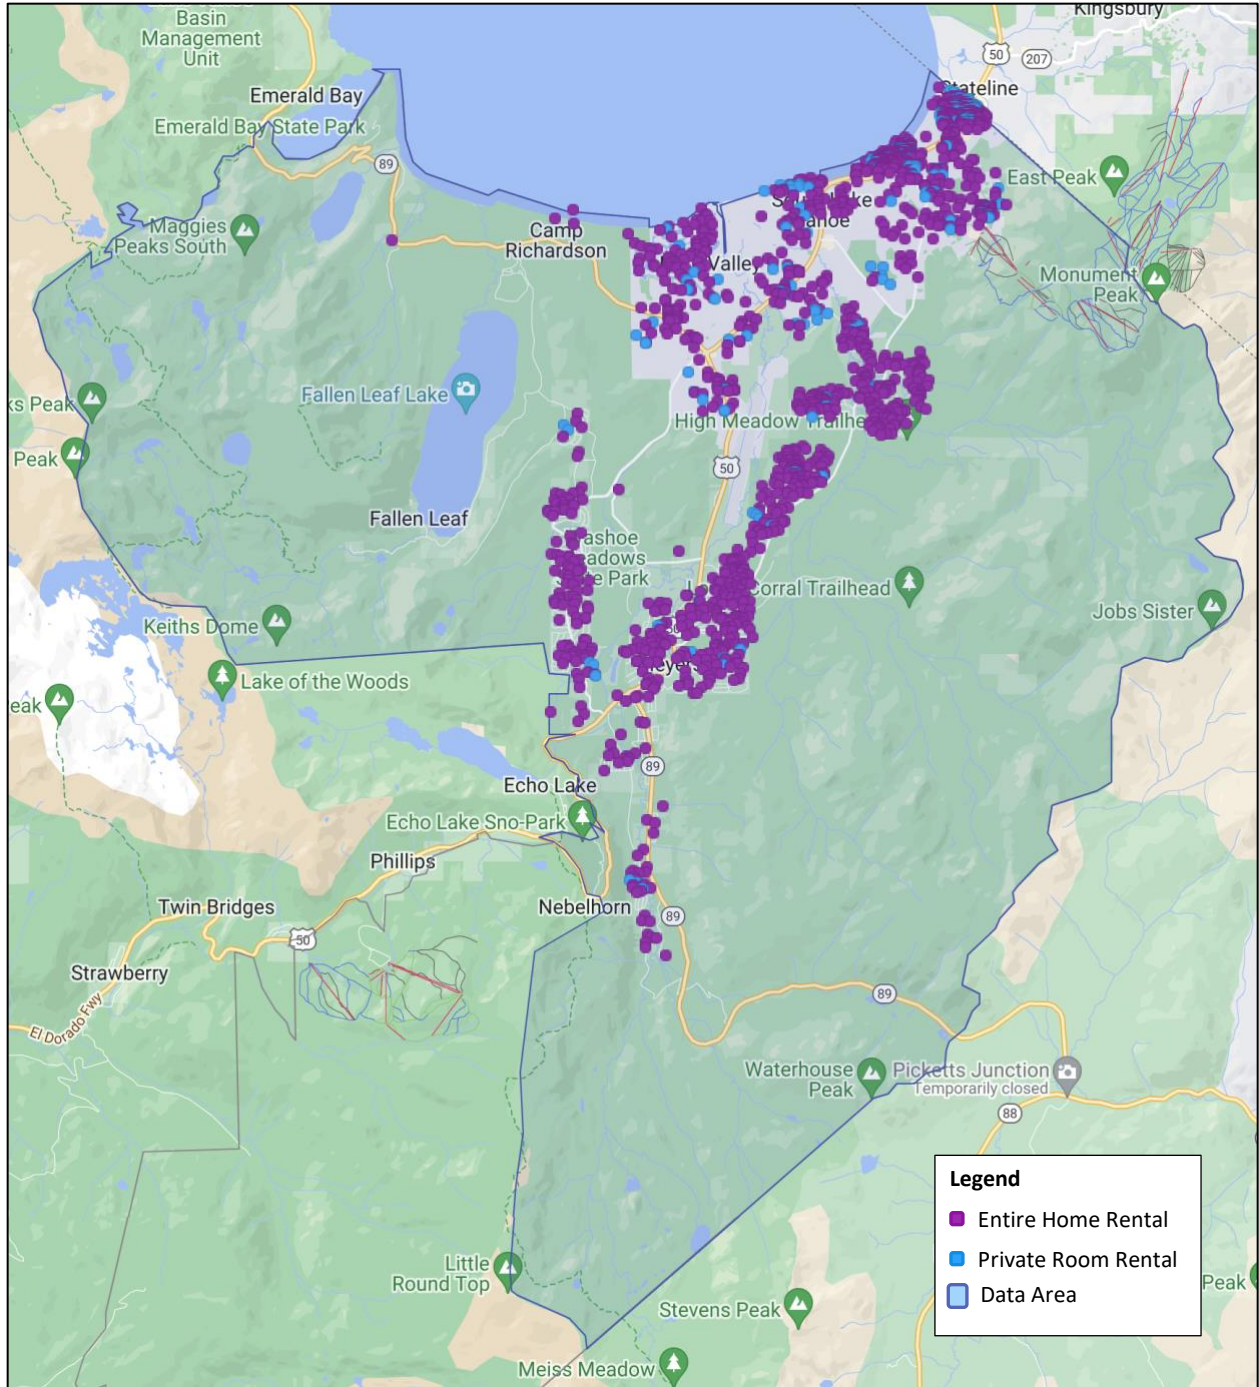 Kingsbury
Basin
Management
Unit
50
207
Stateline
Emerald Bay
Emerald Bay State Park
89
East Peak
Maggies
Peaks South
Camp
Richardson
Valley
Monument
Peak
Fallen Leaf Lake
ks Peak
Peak
High Meadow Trailhe
50
Fallen Leaf
ashoe
eadows
te Park
Corral Trailhead
Jobs Sister
Keiths Dome
Lake of the Woods
eak
Echo Lake
89
Echo Lake Sno-Park
Phillips
Twin Bridges
Nebelhorn
89
50
Strawberry
89
El Dorado Fwy
Waterhouse
Peak
Picketts Junction
Temporarily closed
88
Legend
Entire Home Rental
Private Room Rental
Data Area
Little
Round Top
Stevens Peak
Peak
Meiss Meadow